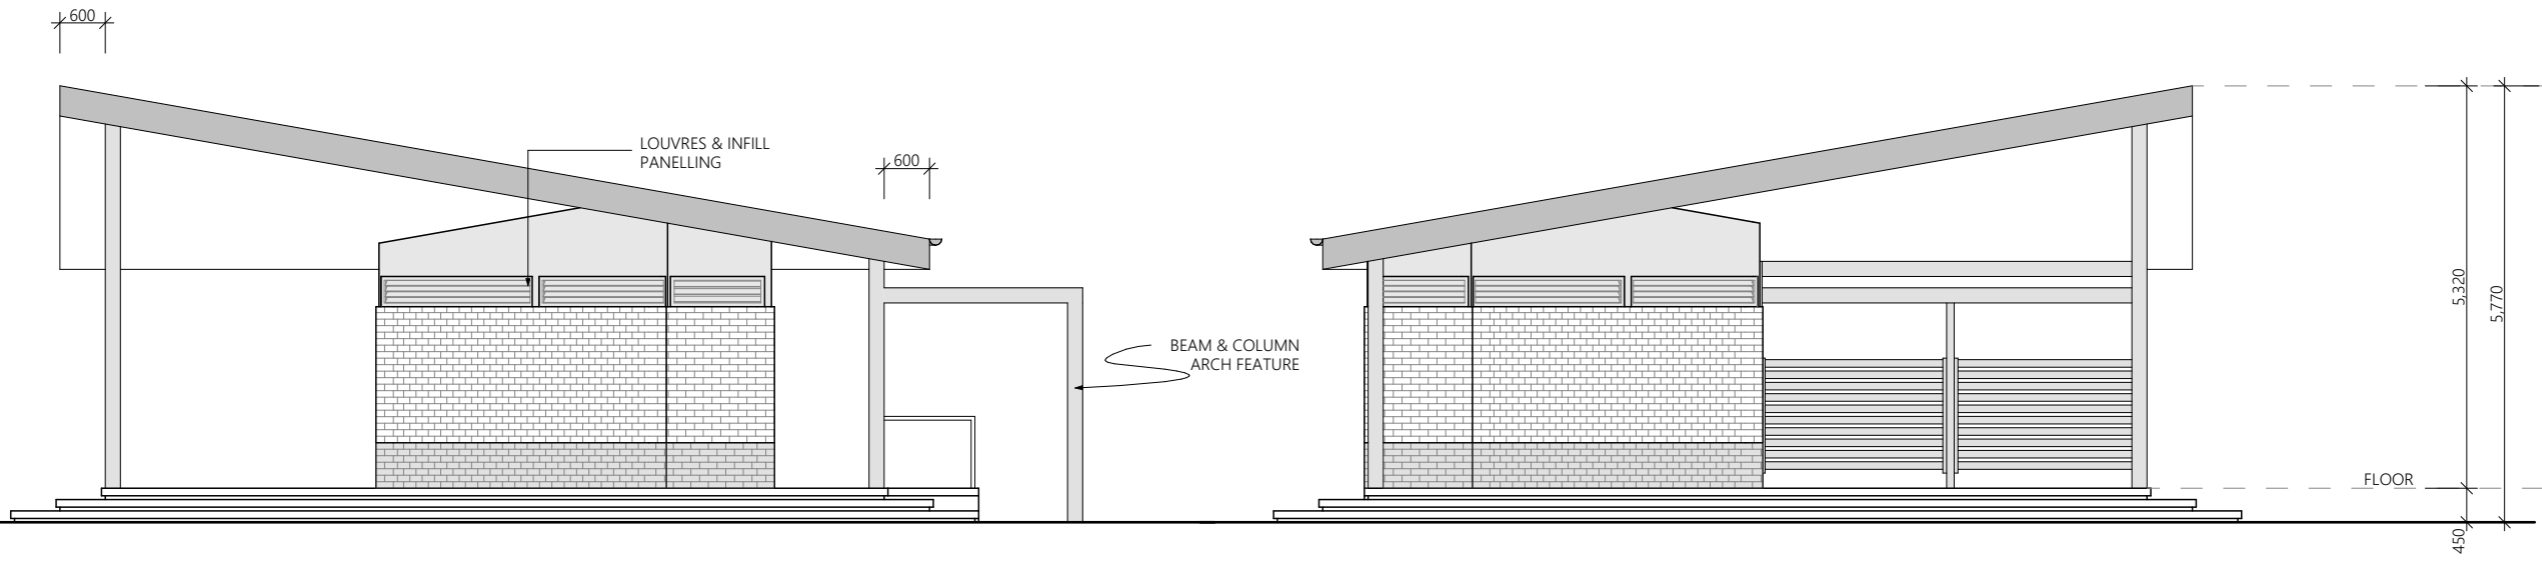 600
LOUVRES & INFILL
PANELLING
600
BEAM & COLUMN
ARCH FEATURE
FLOOR
5,320
5,770
450